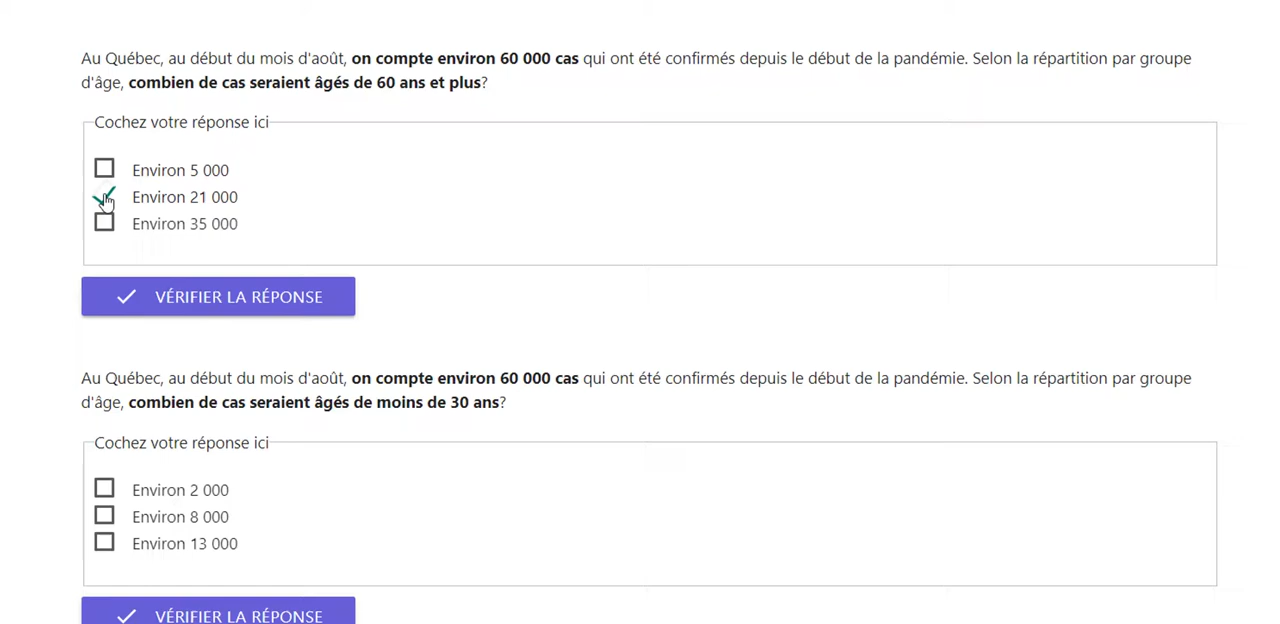 Au Québec, au début du mois d'août, on compte environ 60 000 cas qui ont été confirmés depuis le début de la pandémie. Selon la répartition par groupe
d'âge, combien de cas seraient âgés de 60 ans et plus?
Cochez votre réponse ici
Environ 5 000
Environ 21 000
Environ 35 000
VÉRIFIER LA RÉPONSE
Au Québec, au début du mois d'août, on compte environ 60 000 cas qui ont été confirmés depuis le début de la pandémie. Selon la répartition par groupe
d'âge, combien de cas seraient âgés de moins de 30 ans?
Cochez votre réponse ici
Environ 2 000
Environ 8 000
Environ 13 000
VÉRIFIER LA RÉPONSE